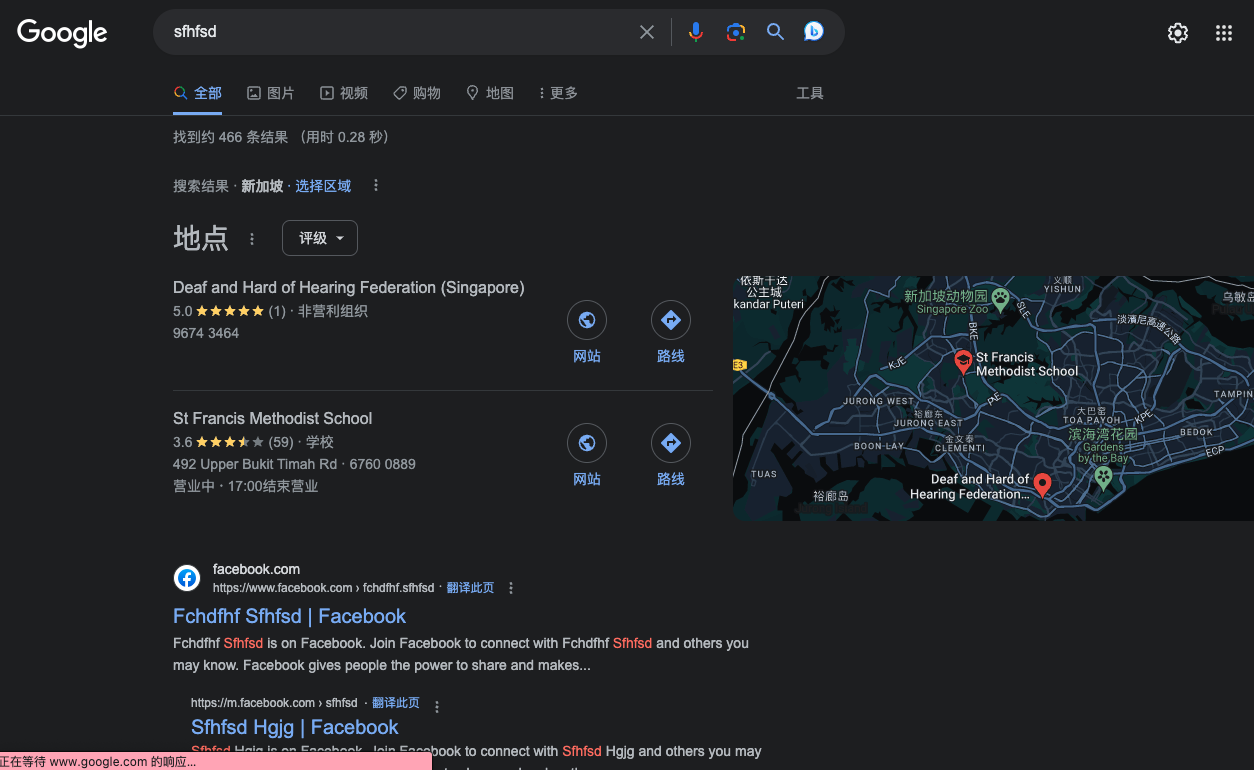 Google
sfhfsd
全部 图片 视频 购物 地图 更多 工具
找到约 466 条结果 （用时 0.28 秒）
搜索结果 · 新加坡 · 选择区域
地点
评级
Deaf and Hard of Hearing Federation (Singapore)
5.0 (1) · 非营利组织
9674 3464
网站 路线
St Francis Methodist School
3.6 (59) · 学校
492 Upper Bukit Timah Rd · 6760 0889
营业中 · 17:00结束营业
网站 路线
依斯干达
公主城
kandar Puteri
义顺
YISHUN
新加坡动物园
Singapore Zoo
SLE
乌敏岛
BKE
淡濱尼高速公路
E3
KJE
St Francis
Methodist School
PIE
JURONG WEST
TAMPIN
裕廊东
JURONG EAST
大巴窑
TOA PAYOH
KPE
BOON LAY
金文泰
CLEMENTI
滨海湾花园
Gardens
by the Bay
BEDOK
ECP
TUAS
Deaf and Hard of
Hearing Federation...
裕廊岛
facebook.com
https://www.facebook.com › fchdfhf.sfhfsd · 翻译此页
Fchdfhf Sfhfsd | Facebook
Fchdfhf Sfhfsd is on Facebook. Join Facebook to connect with Fchdfhf Sfhfsd and others you
may know. Facebook gives people the power to share and makes...
https://m.facebook.com › sfhfsd · 翻译此页
Sfhfsd Hgjg | Facebook
Sfhfsd Hgjg is on Facebook. Join Facebook to connect with Sfhfsd Hgjg and others you may
正在等待 www.google.com 的响应...